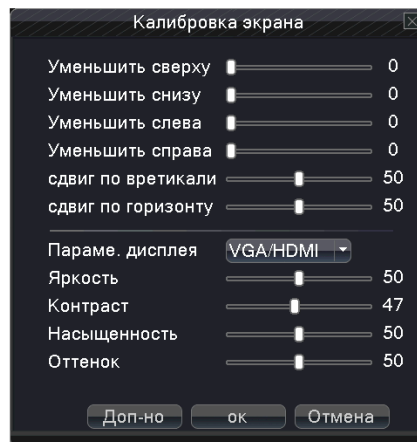 Калибровка экрана
Уменьшить сверху 0
Уменьшить снизу 0
Уменьшить слева 0
Уменьшить справа 0
сдвиг по вретикали 50
сдвиг по горизонту 50
Параме. дисплея VGA/HDMI
Яркость 50
Контраст 47
Насыщенность 50
Оттенок 50
Доп-но ок Отмена